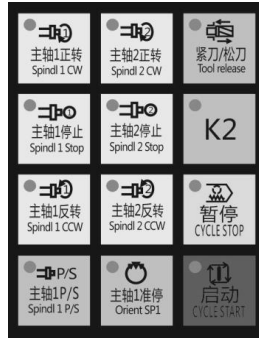 主轴1正转
Spindl 1 CW
主轴2正转
Spindl 2 CW
紧刀/松刀
Tool release
主轴1停止
Spindl 1 Stop
主轴2停止
Spindl 2 Stop
K2
主轴1反转
Spindl 1 CCW
主轴2反转
Spindl 2 CCW
暂停
CYCLE STOP
P/S
主轴1P/S
Spindl 1 P/S
主轴1准停
Orient SP1
启动
CYCLE START